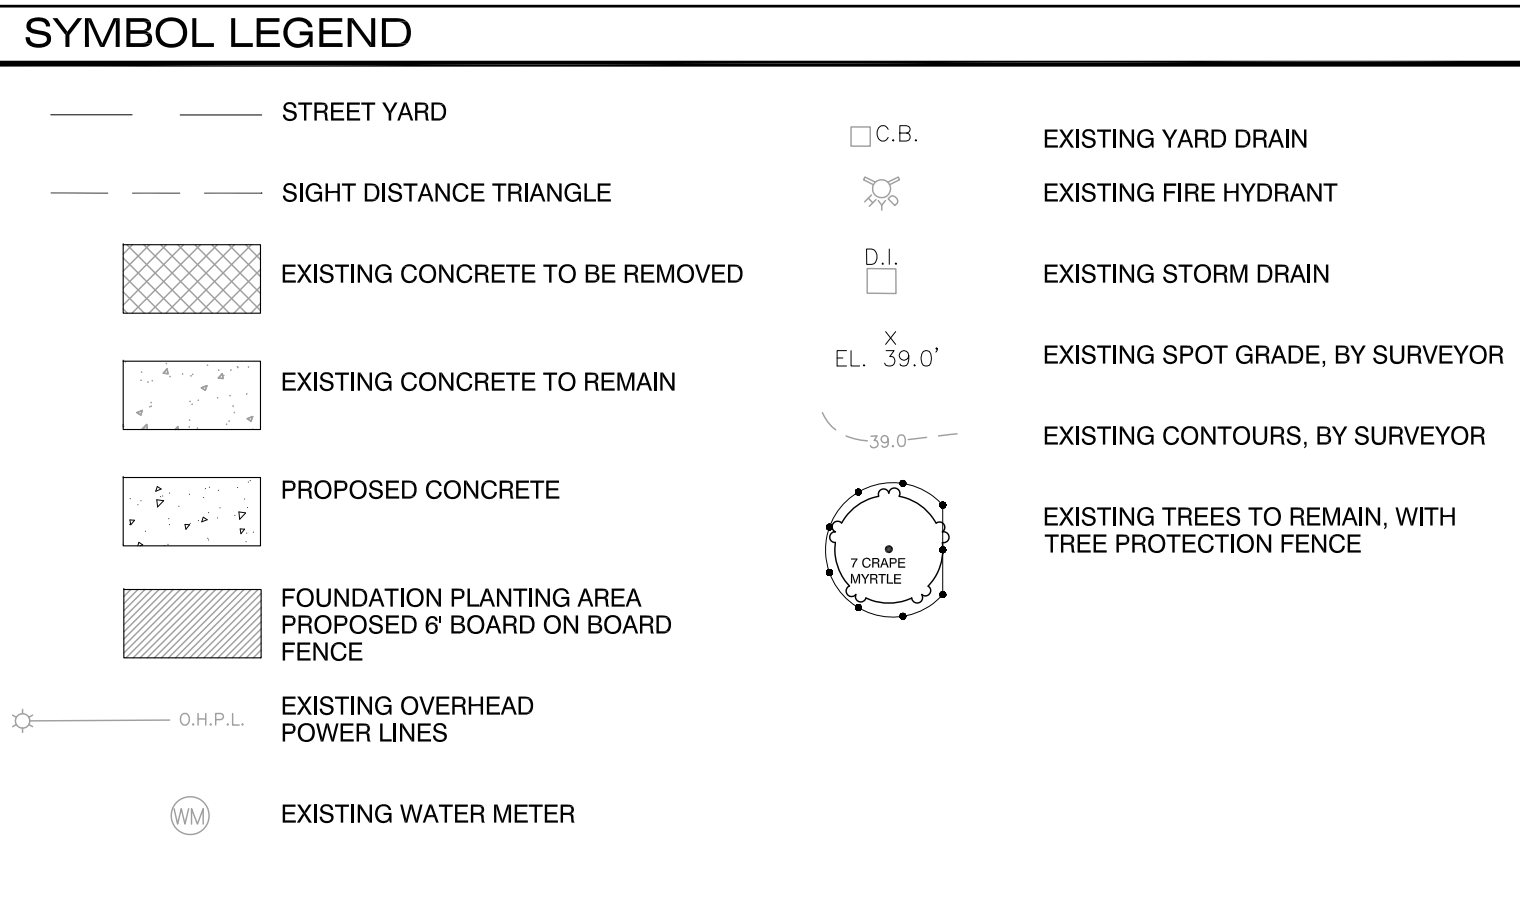 SYMBOL LEGEND
STREET YARD
SIGHT DISTANCE TRIANGLE
EXISTING CONCRETE TO BE REMOVED
EXISTING CONCRETE TO REMAIN
PROPOSED CONCRETE
FOUNDATION PLANTING AREA
PROPOSED 6' BOARD ON BOARD
FENCE
O.H.P.L.
EXISTING OVERHEAD
POWER LINES
WM
EXISTING WATER METER
C.B.
EXISTING YARD DRAIN
HYD
EXISTING FIRE HYDRANT
D.I.
EXISTING STORM DRAIN
X
EL. 39.0'
EXISTING SPOT GRADE, BY SURVEYOR
39.0
EXISTING CONTOURS, BY SURVEYOR
7 CRAPE
MYRTLE
EXISTING TREES TO REMAIN, WITH
TREE PROTECTION FENCE